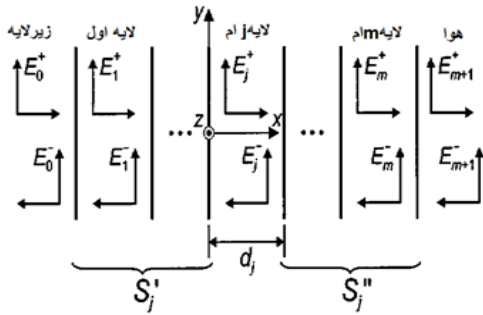 زیرلایه لایه اول y لایهj ام لایهmام هوا
E₀⁺ E₁⁺ Eⱼ⁺ Eₘ⁺ Eₘ₊₁⁺
... z x ...
E₀⁻ E₁⁻ Eⱼ⁻ Eₘ⁻ Eₘ₊₁⁻
dⱼ
Sⱼ' Sⱼ"